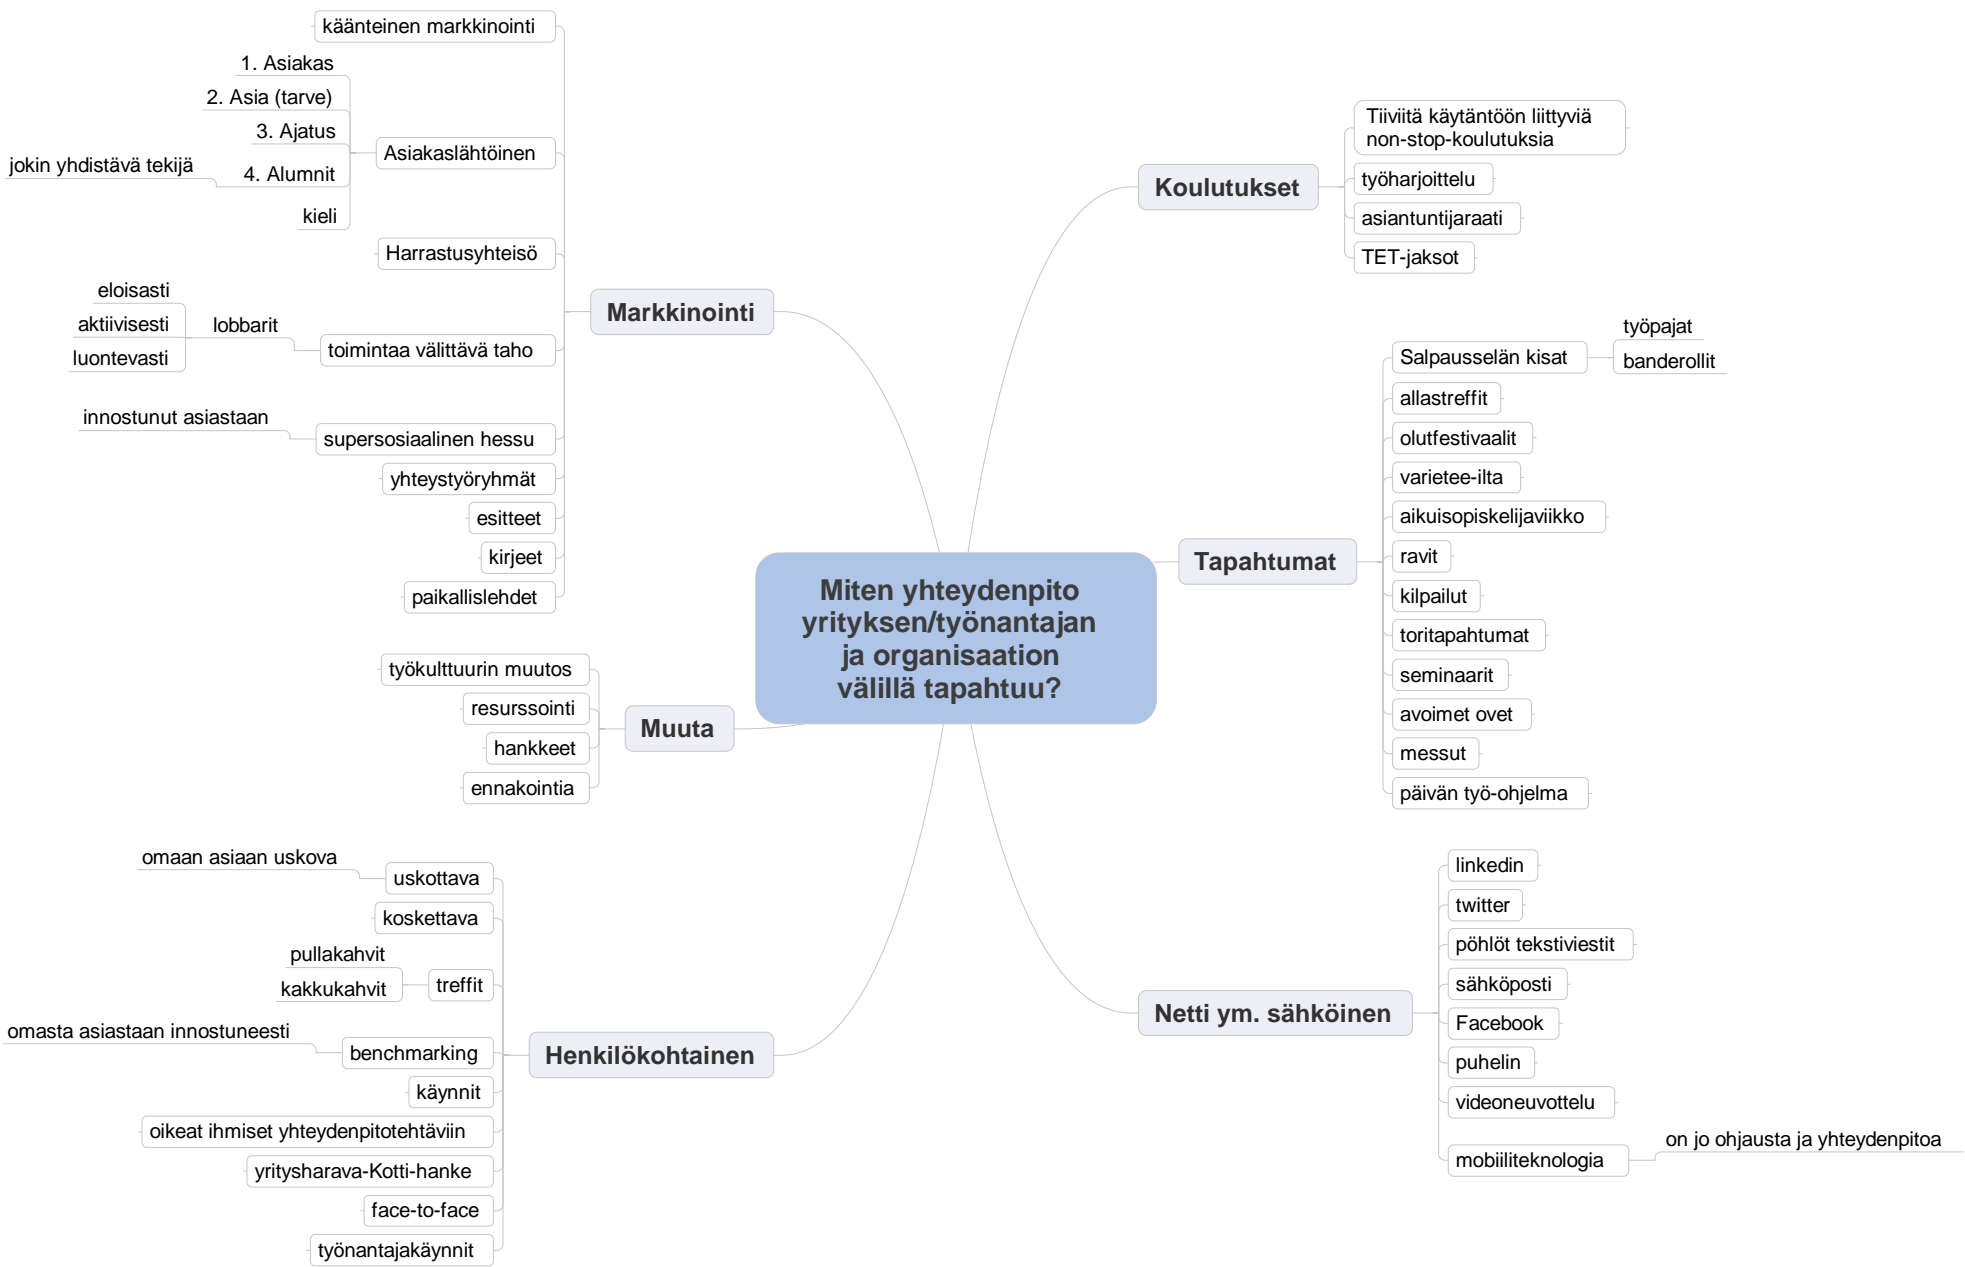 Miten yhteydenpito
yrityksen/työnantajan
ja organisaation
välillä tapahtuu?
Koulutukset
Tiiviitä käytäntöön liittyviä
non-stop-koulutuksia
työharjoittelu
asiantuntijaraati
TET-jaksot
Tapahtumat
Salpausselän kisat
työpajat
banderollit
allastreffit
olutfestivaalit
varietee-ilta
aikuisopiskelijaviikko
ravit
kilpailut
toritapahtumat
seminaarit
avoimet ovet
messut
päivän työ-ohjelma
Netti ym. sähköinen
linkedin
twitter
pöhlöt tekstiviestit
sähköposti
Facebook
puhelin
videoneuvottelu
mobiiliteknologia
on jo ohjausta ja yhteydenpitoa
Markkinointi
käänteinen markkinointi
Asiakaslähtöinen
1. Asiakas
2. Asia (tarve)
3. Ajatus
4. Alumnit
jokin yhdistävä tekijä
kieli
Harrastusyhteisö
toimintaa välittävä taho
lobbarit
eloisasti
aktiivisesti
luontevasti
supersosiaalinen hessu
innostunut asiastaan
yhteystyöryhmät
esitteet
kirjeet
paikallislehdet
Muuta
työkulttuurin muutos
resurssointi
hankkeet
ennakointia
Henkilökohtainen
uskottava
omaan asiaan uskova
koskettava
treffit
pullakahvit
kakkukahvit
benchmarking
omasta asiastaan innostuneesti
käynnit
oikeat ihmiset yhteydenpitotehtäviin
yritysharava-Kotti-hanke
face-to-face
työnantajakäynnit